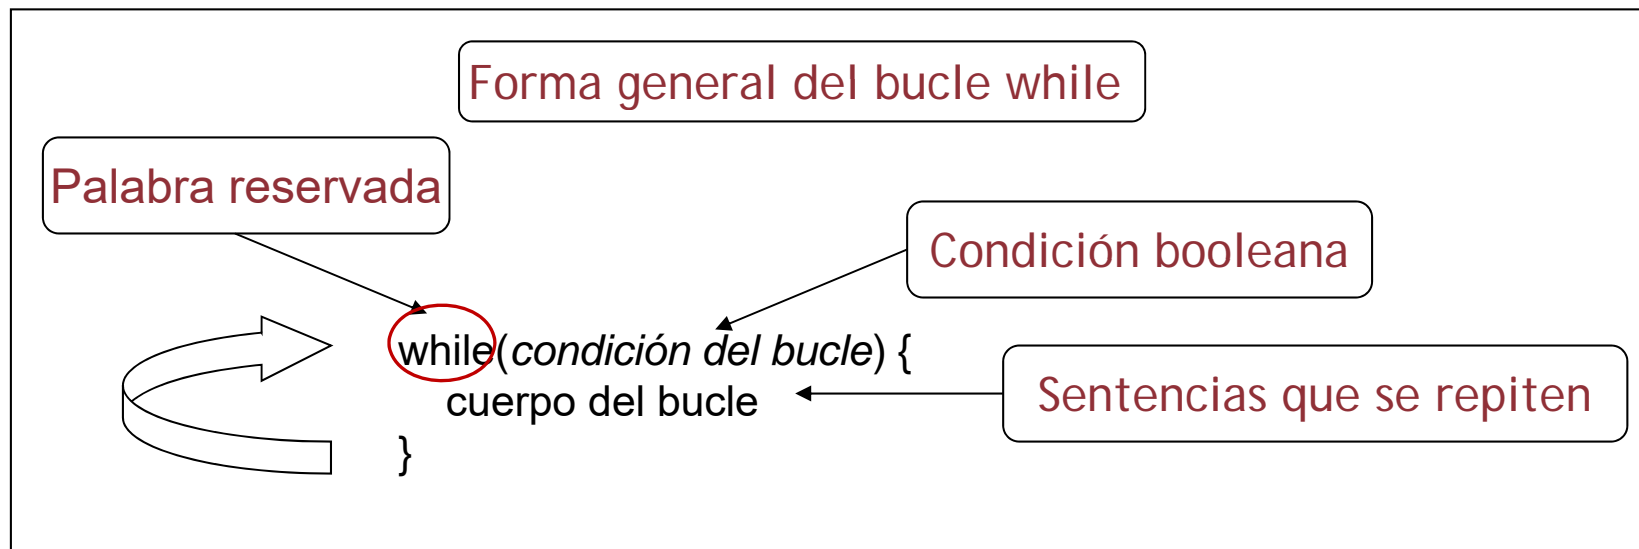 Forma general del bucle while
Palabra reservada
Condición booleana
while(condición del bucle) {
cuerpo del bucle
Sentencias que se repiten
}